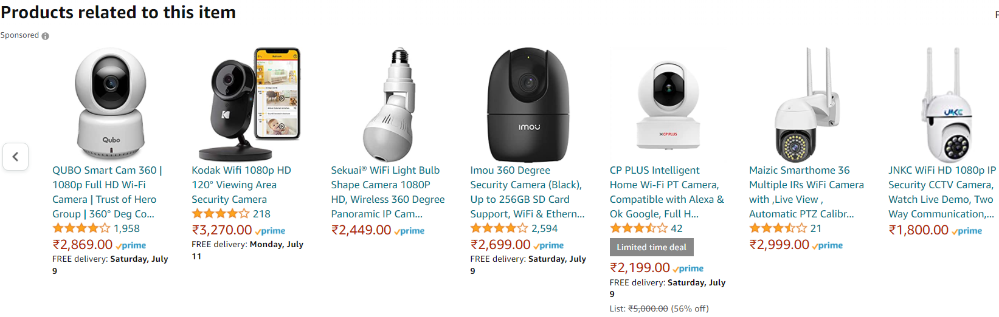 Products related to this item
F
Sponsored
Qubo
QUBO Smart Cam 360 |
1080p Full HD Wi-Fi
Camera | Trust of Hero
Group | 360° Deg Co...
1,958
₹2,869.00 prime
FREE delivery: Saturday, July
9
Kodak Wifi 1080p HD
120° Viewing Area
Security Camera
218
₹3,270.00 prime
FREE delivery: Monday, July
11
Sekuai® WiFi Light Bulb
Shape Camera 1080P
HD, Wireless 360 Degree
Panoramic IP Cam...
₹2,449.00 prime
imou
Imou 360 Degree
Security Camera (Black),
Up to 256GB SD Card
Support, WiFi & Ethern...
2,594
₹2,699.00 prime
FREE delivery: Saturday, July
9
CP PLUS
CP PLUS Intelligent
Home Wi-Fi PT Camera,
Compatible with Alexa &
Ok Google, Full H...
42
Limited time deal
₹2,199.00 prime
FREE delivery: Saturday, July
9
List: ₹5,000.00 (56% off)
Maizic Smarthome 36
Multiple IRs WiFi Camera
with ,Live View ,
Automatic PTZ Calibr...
21
₹2,999.00 prime
JNKC
JNKC WiFi HD 1080p IP
Security CCTV Camera,
Watch Live Demo, Two
Way Communication,...
₹1,800.00 prime